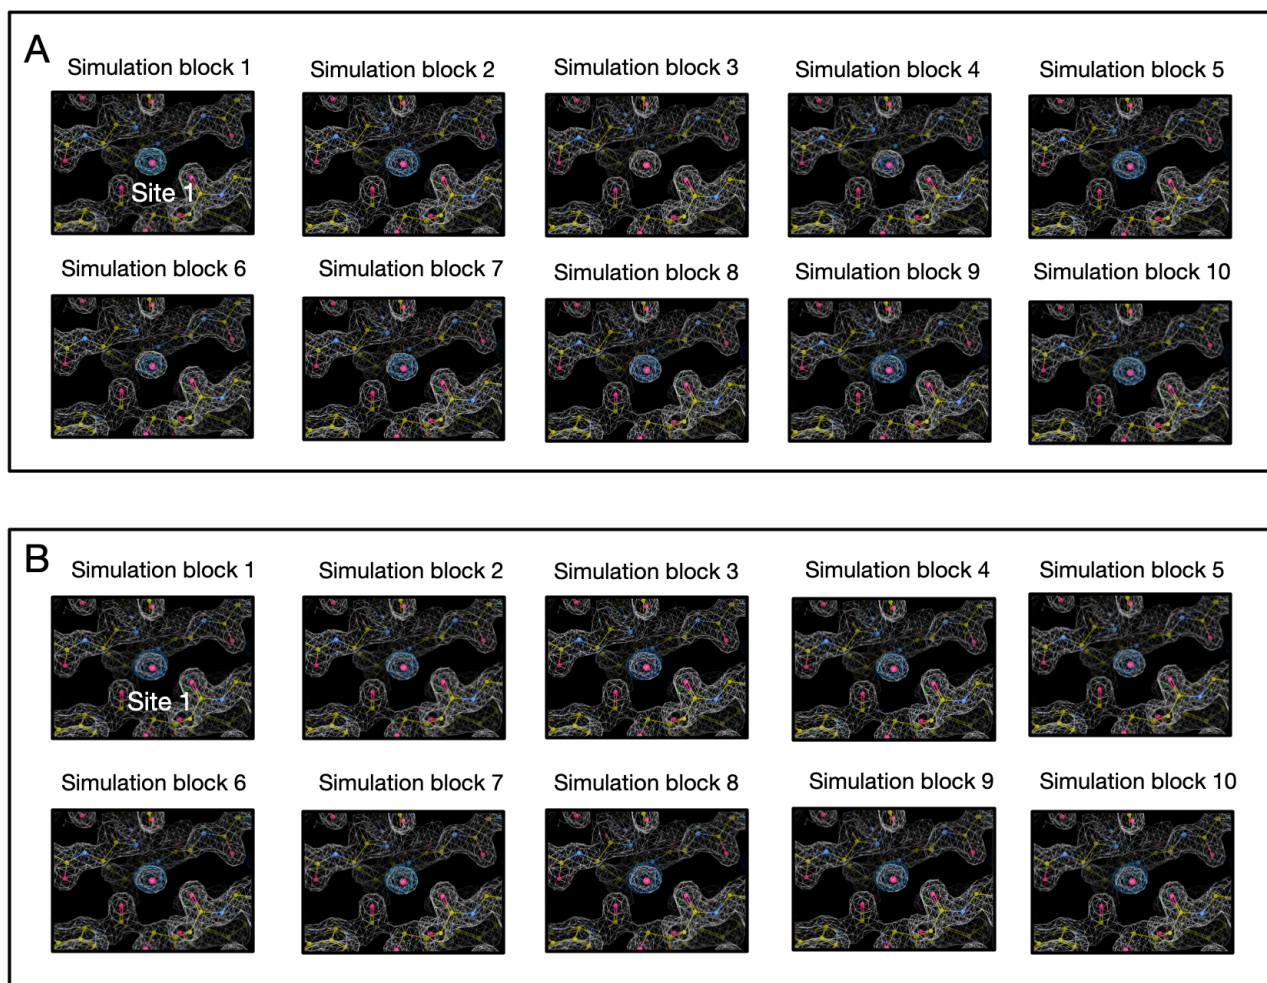 A
Simulation block 1
Simulation block 2
Simulation block 3
Simulation block 4
Simulation block 5
Site 1
Simulation block 6
Simulation block 7
Simulation block 8
Simulation block 9
Simulation block 10
B
Simulation block 1
Simulation block 2
Simulation block 3
Simulation block 4
Simulation block 5
Site 1
Simulation block 6
Simulation block 7
Simulation block 8
Simulation block 9
Simulation block 10